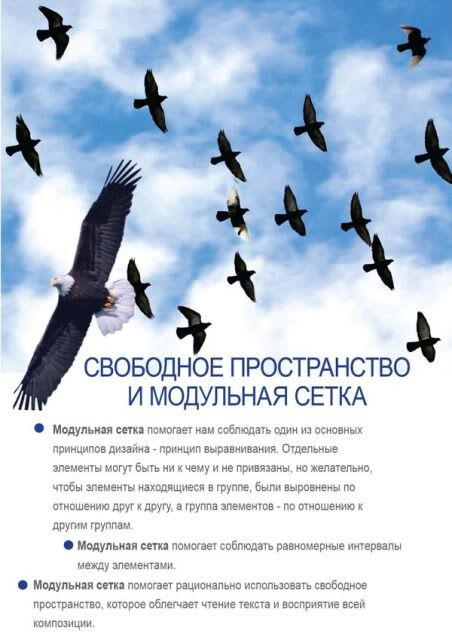 СВОБОДНОЕ ПРОСТРАНСТВО
И МОДУЛЬНАЯ СЕТКА
Модульная сетка помогает нам соблюдать один из основных
принципов дизайна - принцип выравнивания. Отдельные
элементы могут быть ни к чему и не привязаны, но желательно,
чтобы элементы находящиеся в группе, были выровнены по
отношению друг к другу, а группа элементов - по отношению к
другим группам.
Модульная сетка помогает соблюдать равномерные интервалы
между элементами.
Модульная сетка помогает рационально использовать свободное
пространство, которое облегчает чтение текста и восприятие всей
композиции.